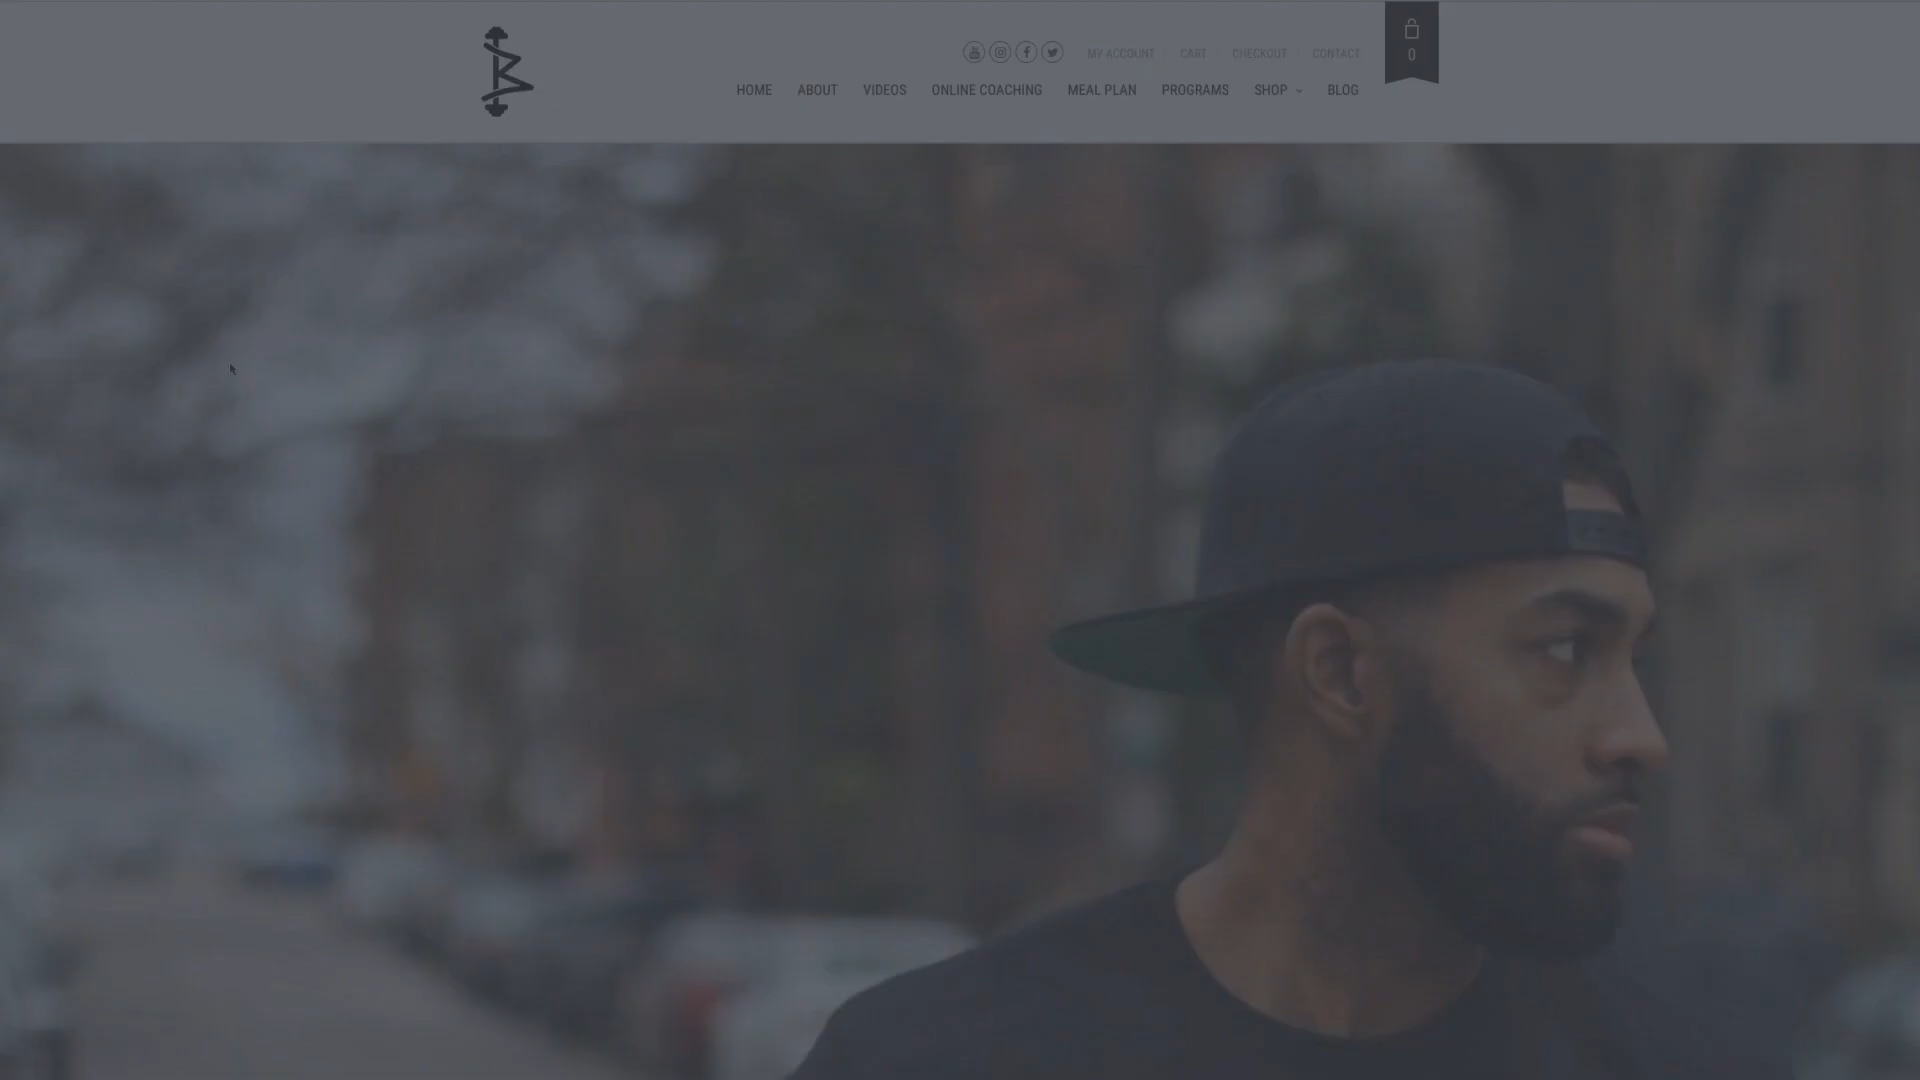 MY ACCOUNT CART CHECKOUT CONTACT
0
HOME ABOUT VIDEOS ONLINE COACHING MEAL PLAN PROGRAMS SHOP BLOG